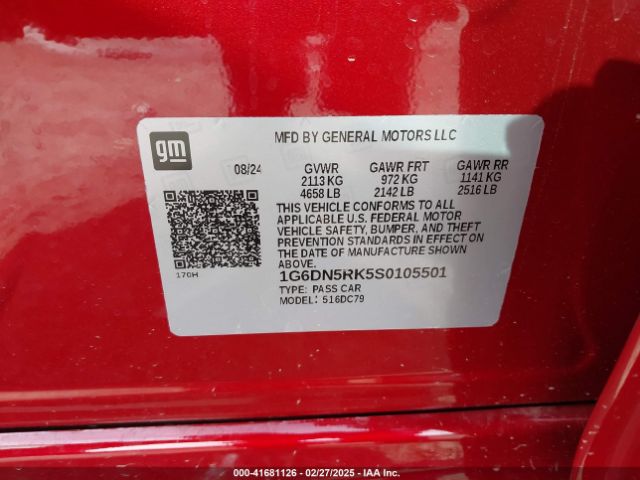 gm
MFD BY GENERAL MOTORS LLC
08/24 GVWR GAWR FRT GAWR RR
2113 KG 972 KG 1141 KG
4658 LB 2142 LB 2516 LB
THIS VEHICLE CONFORMS TO ALL
APPLICABLE U.S. FEDERAL MOTOR
VEHICLE SAFETY, BUMPER, AND THEFT
PREVENTION STANDARDS IN EFFECT ON
THE DATE OF MANUFACTURE SHOWN
ABOVE.
170H
1G6DN5RK5S0105501
TYPE: PASS CAR
MODEL: 516DC79
000-41681126 - 02/27/2025 - IAA Inc.